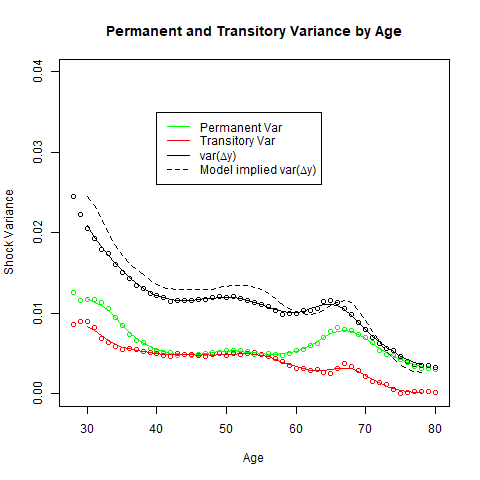 Permanent and Transitory Variance by Age
0.04
0.03
0.02
0.01
0.00
Shock Variance
Permanent Var
Transitory Var
var(Δy)
Model implied var(Δy)
30 40 50 60 70 80
Age